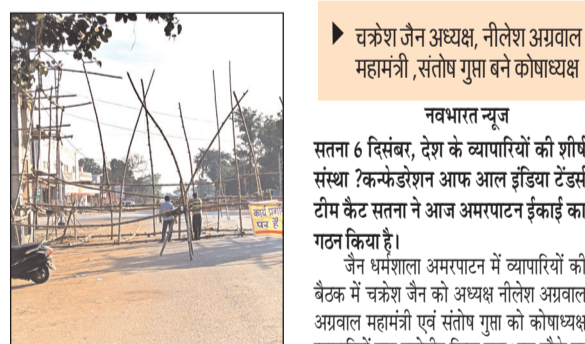 कार्य प्रगति
पर है
चक्रेश जैन अध्यक्ष, नीलेश अग्रवाल
महामंत्री ,संतोष गुप्ता बने कोषाध्यक्ष
नवभारत न्यूज
सतना 6 दिसंबर, देश के व्यापारियों की शीर्ष
संस्था ?कन्फेडरेशन आफ आल इंडिया टेंडर्स
टीम कैट सतना ने आज अमरपाटन ईकाई का
गठन किया है।
जैन धर्मशाला अमरपाटन में व्यापारियों की
बैठक में चक्रेश जैन को अध्यक्ष नीलेश अग्रवाल
अग्रवाल महामंत्री एवं संतोष गुप्ता को कोषाध्यक्ष